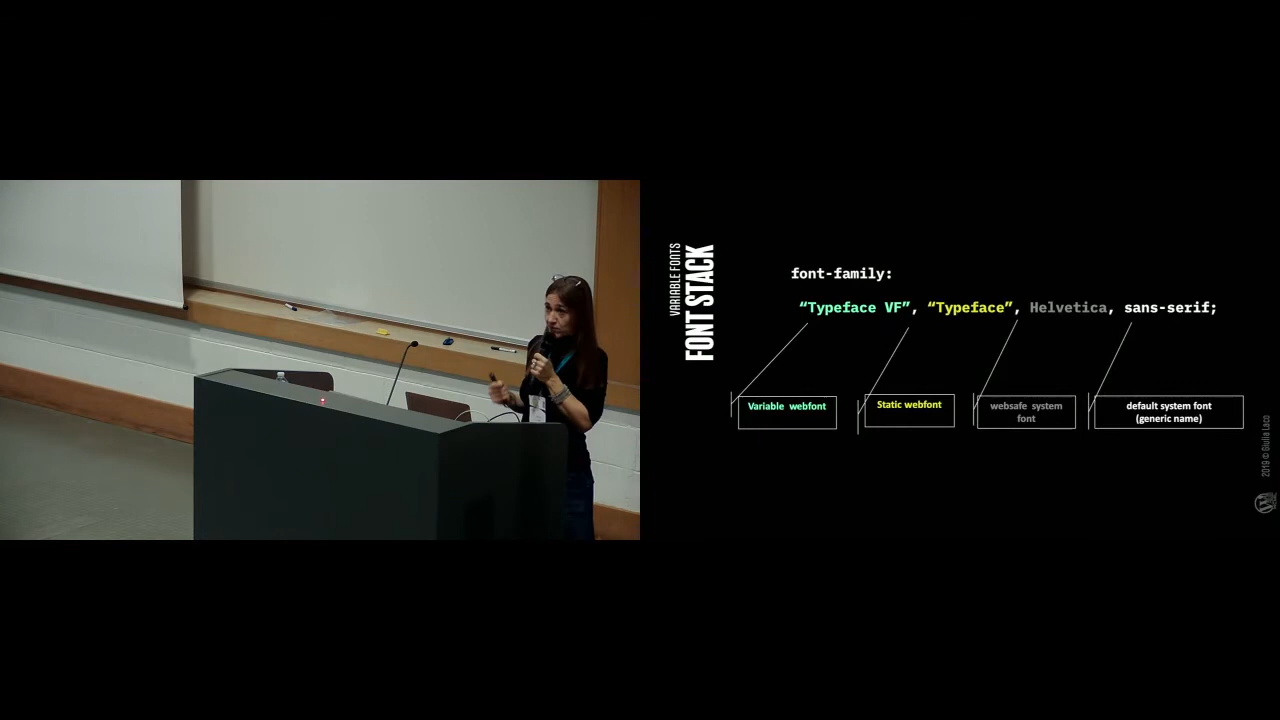 VARIABLE FONTS
FONT STACK
font-family:
“Typeface VF”, “Typeface”, Helvetica, sans-serif;
Variable webfont
Static webfont
websafe system
font
default system font
(generic name)
2019 © Giulia Laco